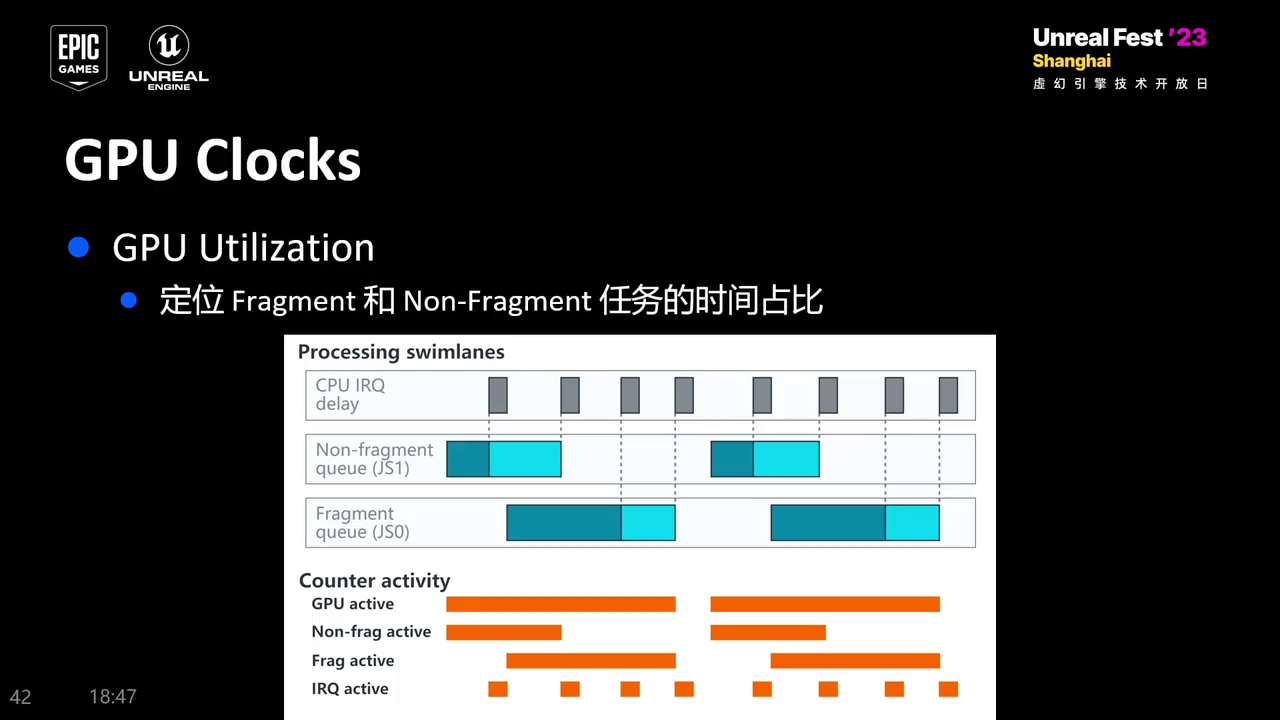 EPIC
GAMES
UNREAL
ENGINE
Unreal Fest '23
Shanghai
虚幻引擎技术开放日
GPU Clocks
GPU Utilization
定位 Fragment 和 Non-Fragment 任务的时间占比
Processing swimlanes
CPU IRQ
delay
Non-fragment
queue (JS1)
Fragment
queue (JS0)
Counter activity
GPU active
Non-frag active
Frag active
IRQ active
42
18:47